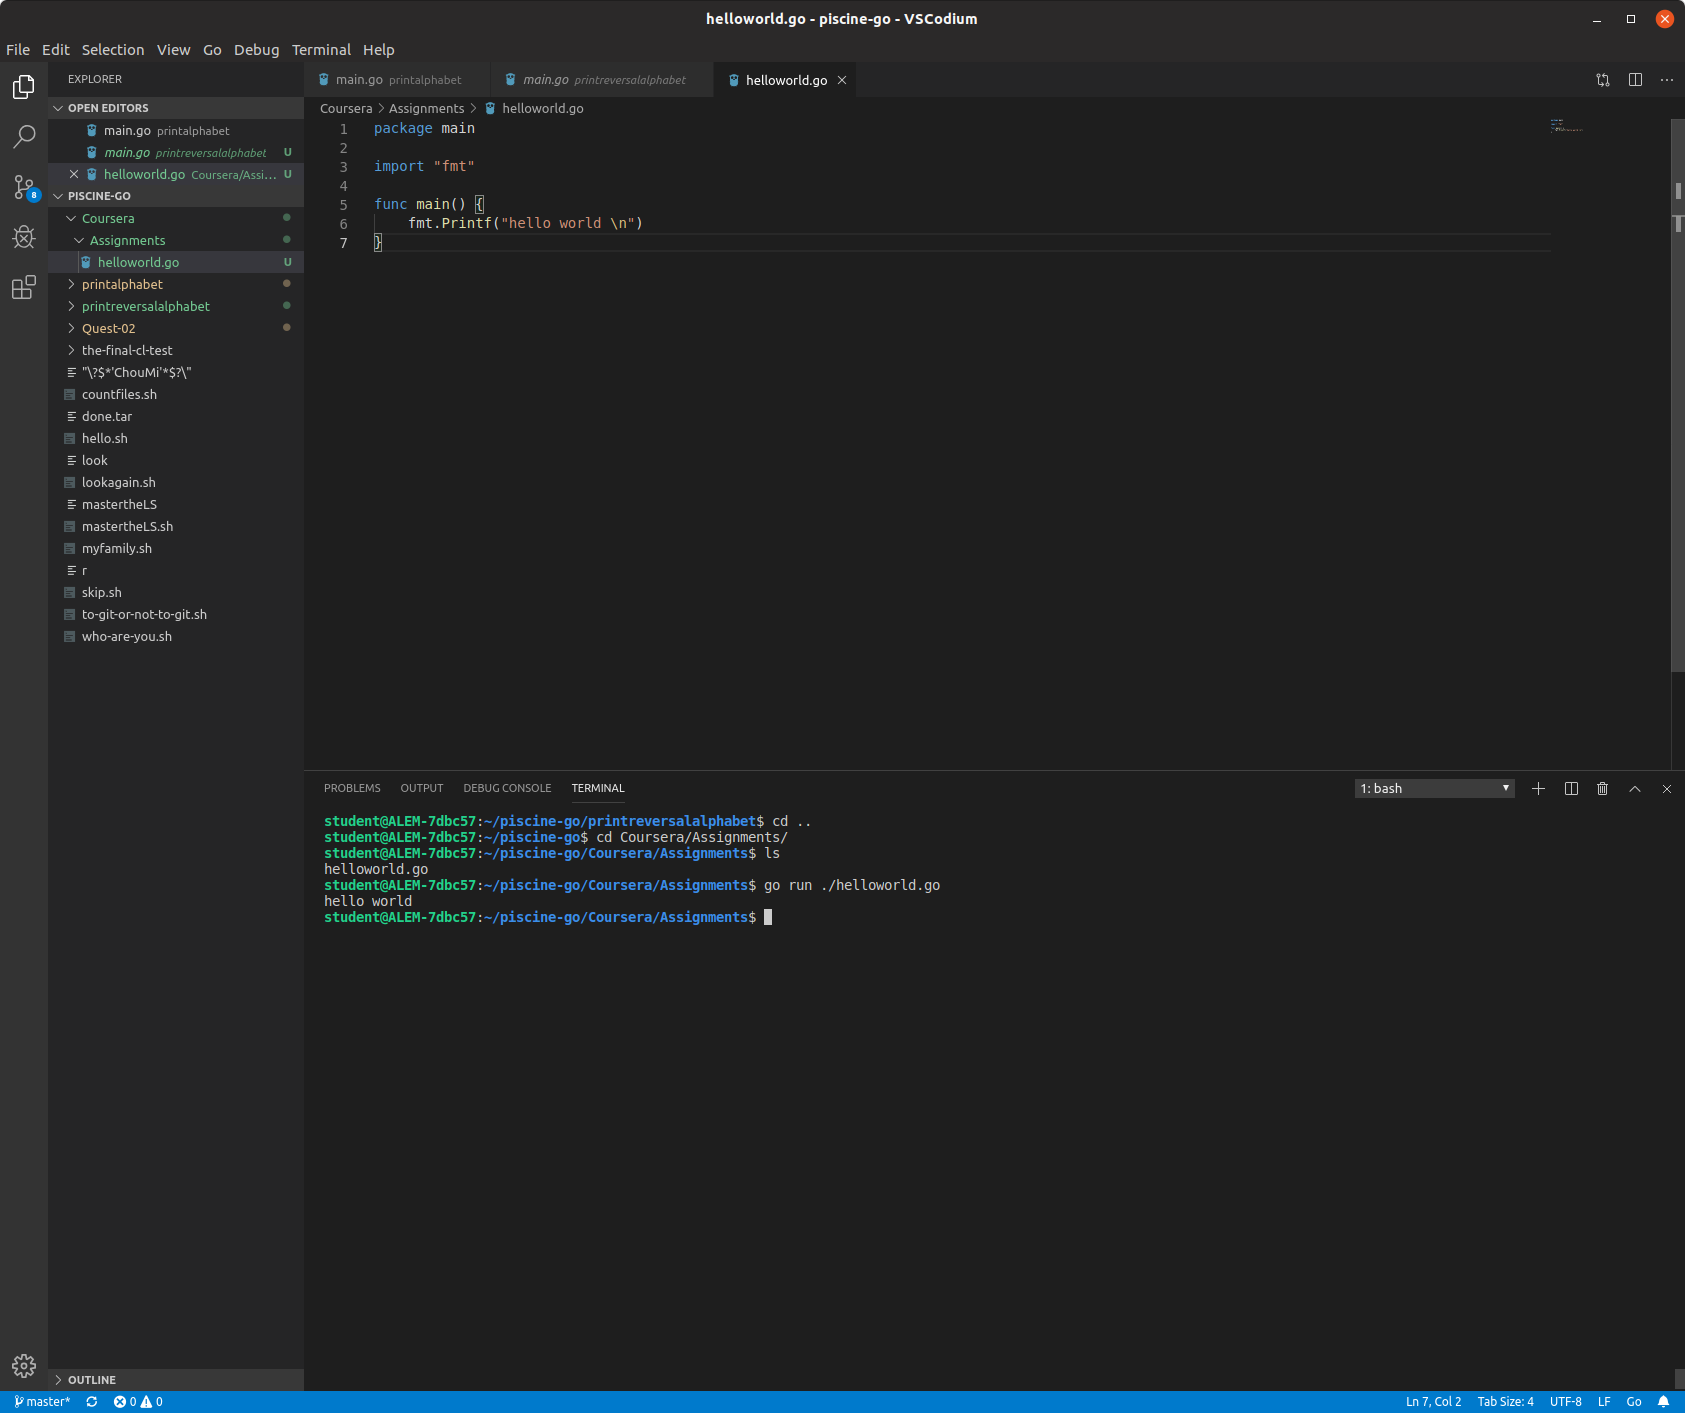 helloworld.go - piscine-go - VSCodium
File Edit Selection View Go Debug Terminal Help
EXPLORER
OPEN EDITORS
main.go printalphabet
main.go printreversalalphabet U
helloworld.go Coursera/Assi... U
PISCINE-GO
Coursera
Assignments
helloworld.go U
printalphabet
printreversalalphabet
Quest-02
the-final-cl-test
"\?$*'ChouMi'*$?\"
countfiles.sh
done.tar
hello.sh
look
lookagain.sh
mastertheLS
mastertheLS.sh
myfamily.sh
r
skip.sh
to-git-or-not-to-git.sh
who-are-you.sh
OUTLINE
8
main.go printalphabet
main.go printreversalalphabet
helloworld.go
Coursera > Assignments > helloworld.go
1 package main
2
3 import "fmt"
4
5 func main() {
6 fmt.Printf("hello world \n")
7 }
PROBLEMS OUTPUT DEBUG CONSOLE TERMINAL
1: bash
student@ALEM-7dbc57:~/piscine-go/printreversalalphabet$ cd ..
student@ALEM-7dbc57:~/piscine-go$ cd Coursera/Assignments/
student@ALEM-7dbc57:~/piscine-go/Coursera/Assignments$ ls
helloworld.go
student@ALEM-7dbc57:~/piscine-go/Coursera/Assignments$ go run ./helloworld.go
hello world
student@ALEM-7dbc57:~/piscine-go/Coursera/Assignments$
master* 0 0 Ln 7, Col 2 Tab Size: 4 UTF-8 LF Go